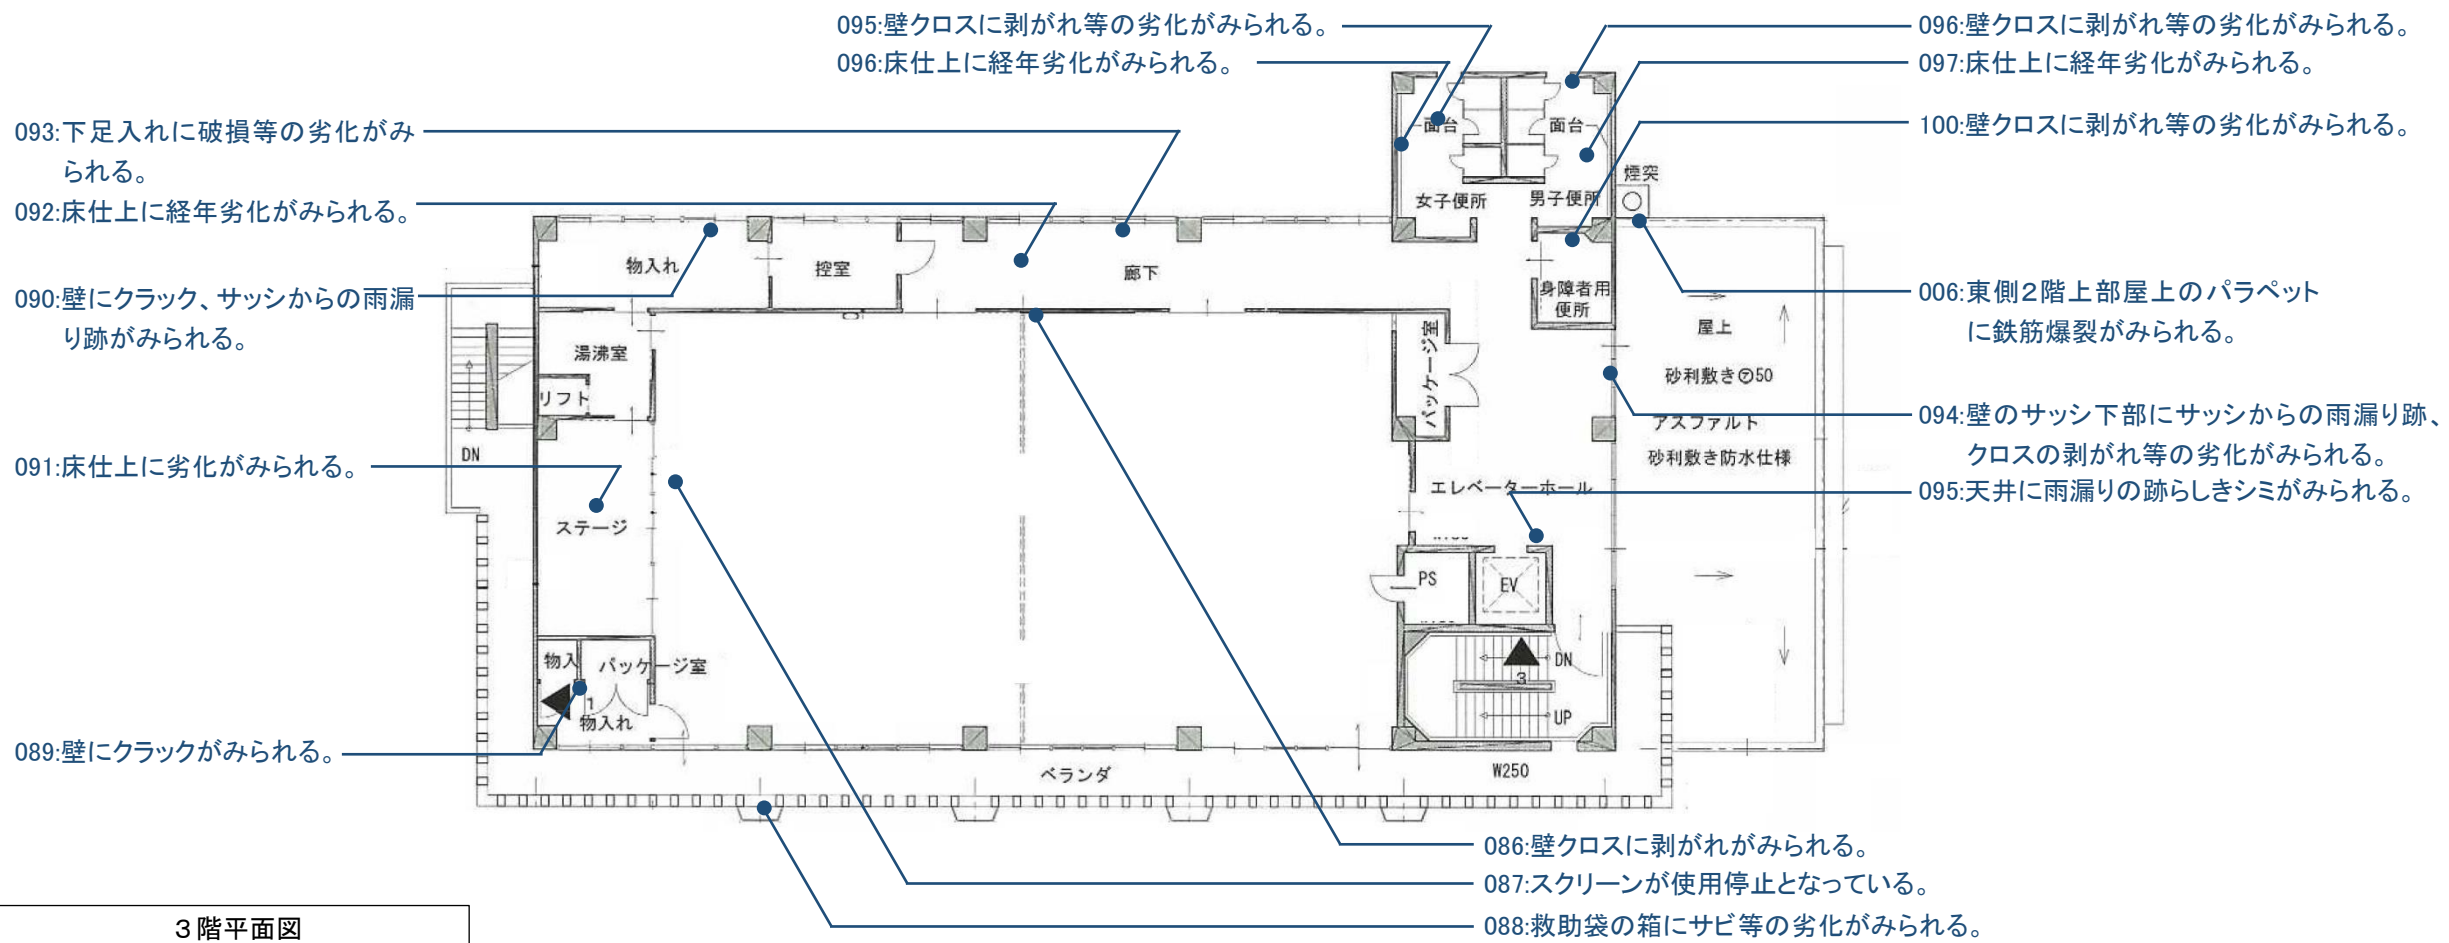 095:壁クロスに剥がれ等の劣化がみられる。
096:床仕上に経年劣化がみられる。
096:壁クロスに剥がれ等の劣化がみられる。
097:床仕上に経年劣化がみられる。
100:壁クロスに剥がれ等の劣化がみられる。
093:下足入れに破損等の劣化がみ
られる。
092:床仕上に経年劣化がみられる。
090:壁にクラック、サッシからの雨漏
り跡がみられる。
091:床仕上に劣化がみられる。
089:壁にクラックがみられる。
面台
面台
女子便所
男子便所
煙突
物入れ
控室
廊下
身障者用
便所
湯沸室
リフト
パッケージ室
屋上
砂利敷き㋐50
アスファルト
砂利敷き防水仕様
006:東側2階上部屋上のパラペット
に鉄筋爆裂がみられる。
094:壁のサッシ下部にサッシからの雨漏り跡、
クロスの剥がれ等の劣化がみられる。
095:天井に雨漏りの跡らしきシミがみられる。
DN
ステージ
エレベーターホール
PS
EV
物入
パッケージ室
1
物入れ
DN
3
UP
ベランダ
W250
086:壁クロスに剥がれがみられる。
087:スクリーンが使用停止となっている。
088:救助袋の箱にサビ等の劣化がみられる。
3階平面図